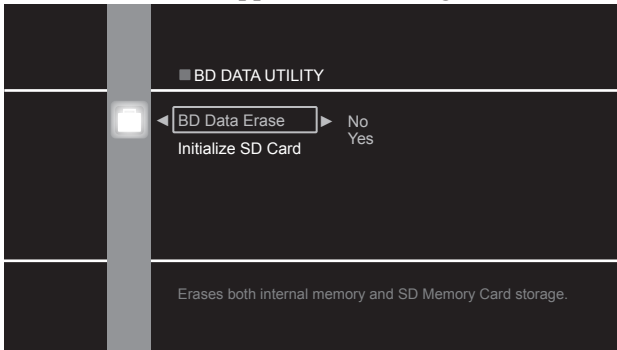 BD DATA UTILITY
BD Data Erase No
Initialize SD Card Yes
Erases both internal memory and SD Memory Card storage.